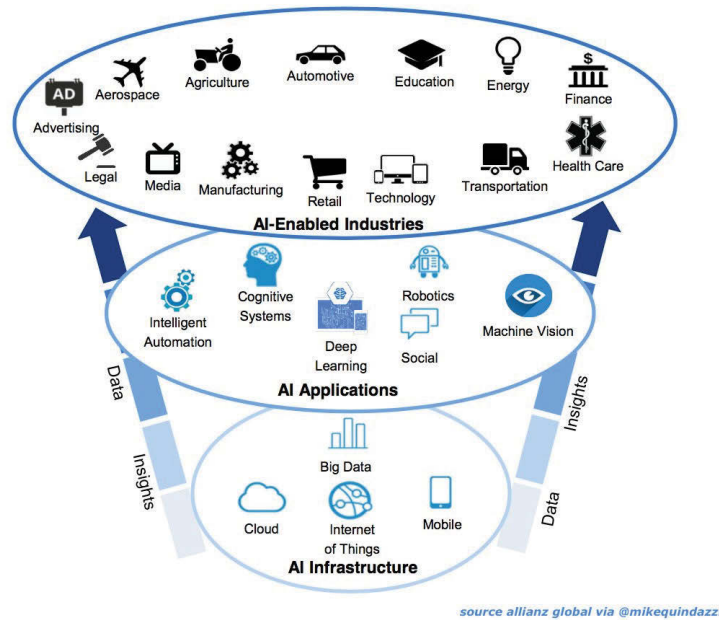 AD
Advertising
Aerospace
Agriculture
Automotive
Education
Energy
$
Finance
Legal
Media
Manufacturing
Retail
Technology
Transportation
Health Care
AI-Enabled Industries
Intelligent
Automation
Cognitive
Systems
Deep
Learning
Robotics
Social
Machine Vision
AI Applications
Data
Insights
Insights
Data
Big Data
Cloud
Internet
of Things
Mobile
AI Infrastructure
source allianz global via @mikequindazz